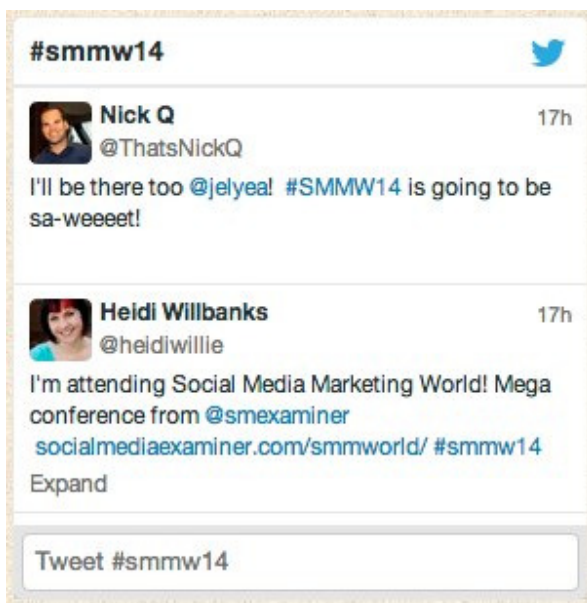 #smmw14
Nick Q 17h
@ThatsNickQ
I'll be there too @jelyea! #SMMW14 is going to be
sa-weeeet!
Heidi Willbanks 17h
@heidiwillie
I'm attending Social Media Marketing World! Mega
conference from @smexaminer
socialmediaexaminer.com/smmworld/ #smmw14
Expand
Tweet #smmw14